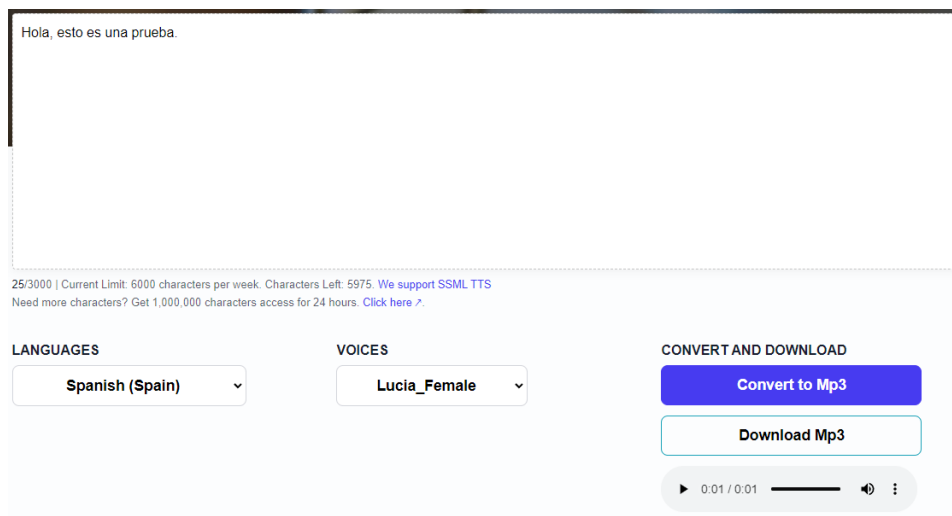 Hola, esto es una prueba.
25/3000 | Current Limit: 6000 characters per week. Characters Left: 5975. We support SSML TTS
Need more characters? Get 1,000,000 characters access for 24 hours. Click here ↗.
LANGUAGES
Spanish (Spain)
VOICES
Lucia_Female
CONVERT AND DOWNLOAD
Convert to Mp3
Download Mp3
0:01 / 0:01